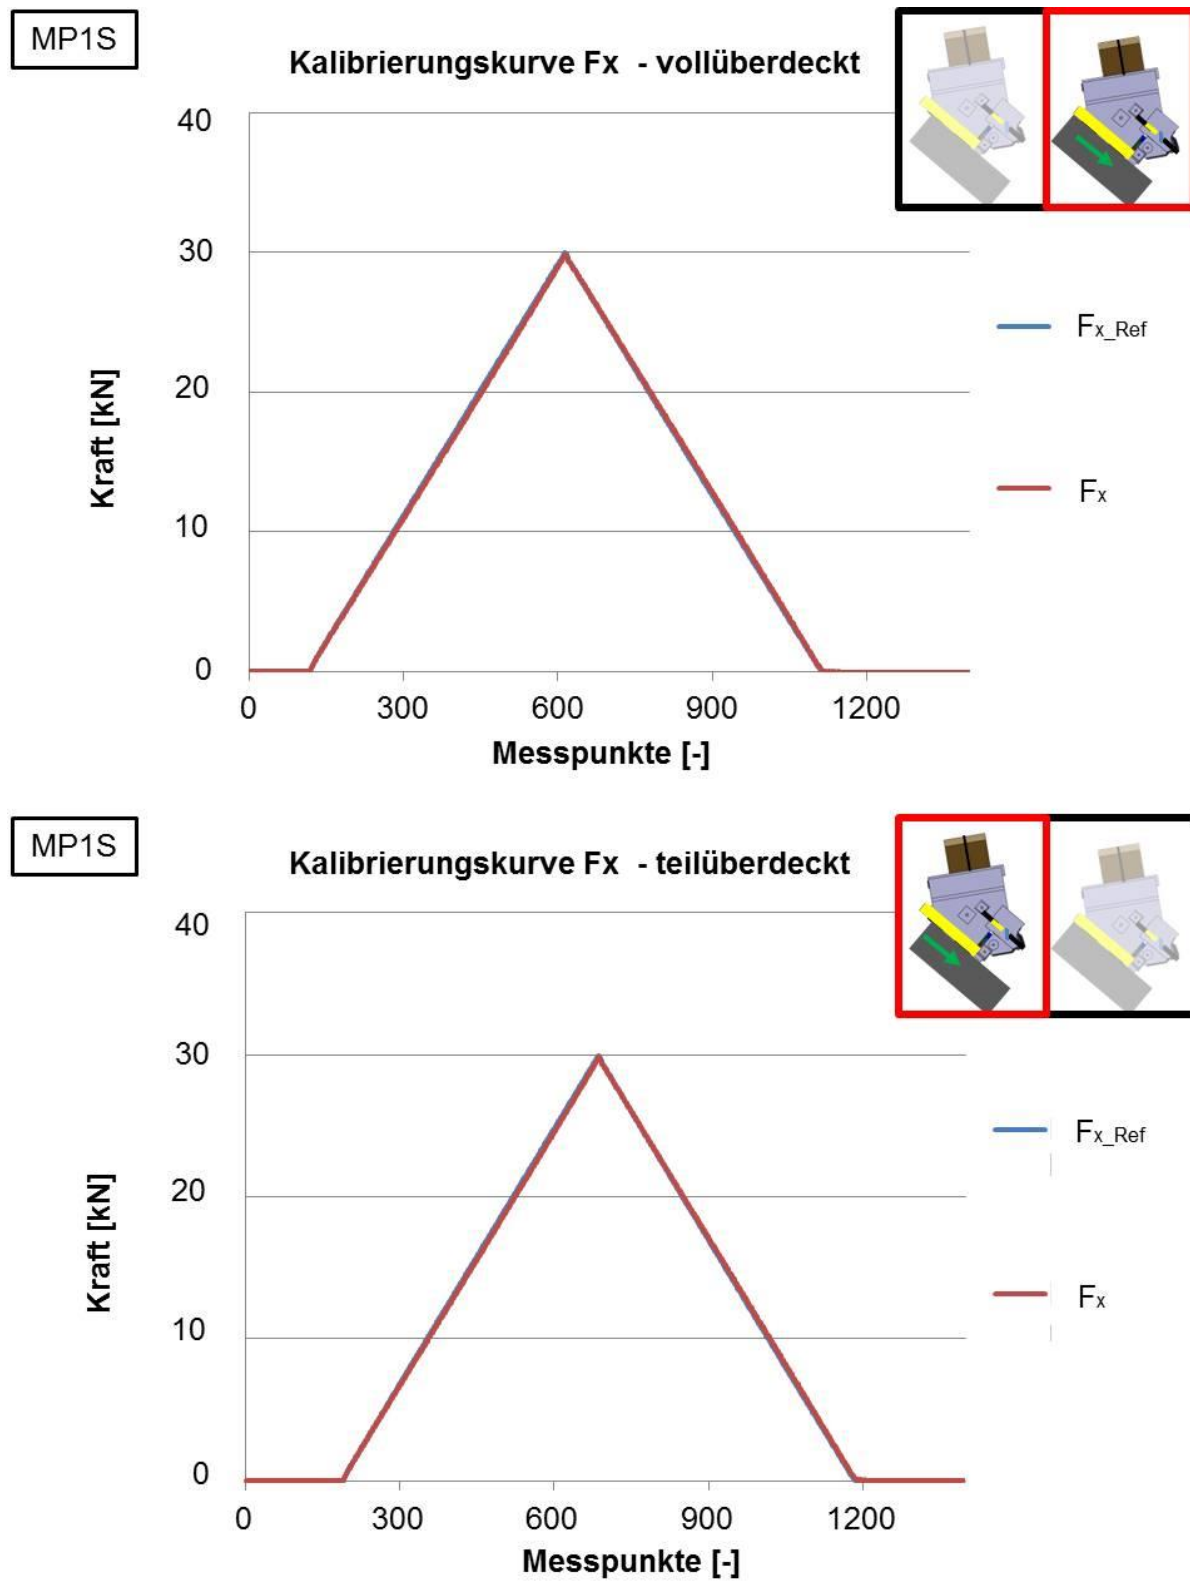 MP1S
Kalibrierungskurve Fx - vollüberdeckt
40
30
20
10
0
Kraft [kN]
0 300 600 900 1200
Messpunkte [-]
Fx_Ref
Fx
MP1S
Kalibrierungskurve Fx - teilüberdeckt
40
30
20
10
0
Kraft [kN]
0 300 600 900 1200
Messpunkte [-]
Fx_Ref
Fx